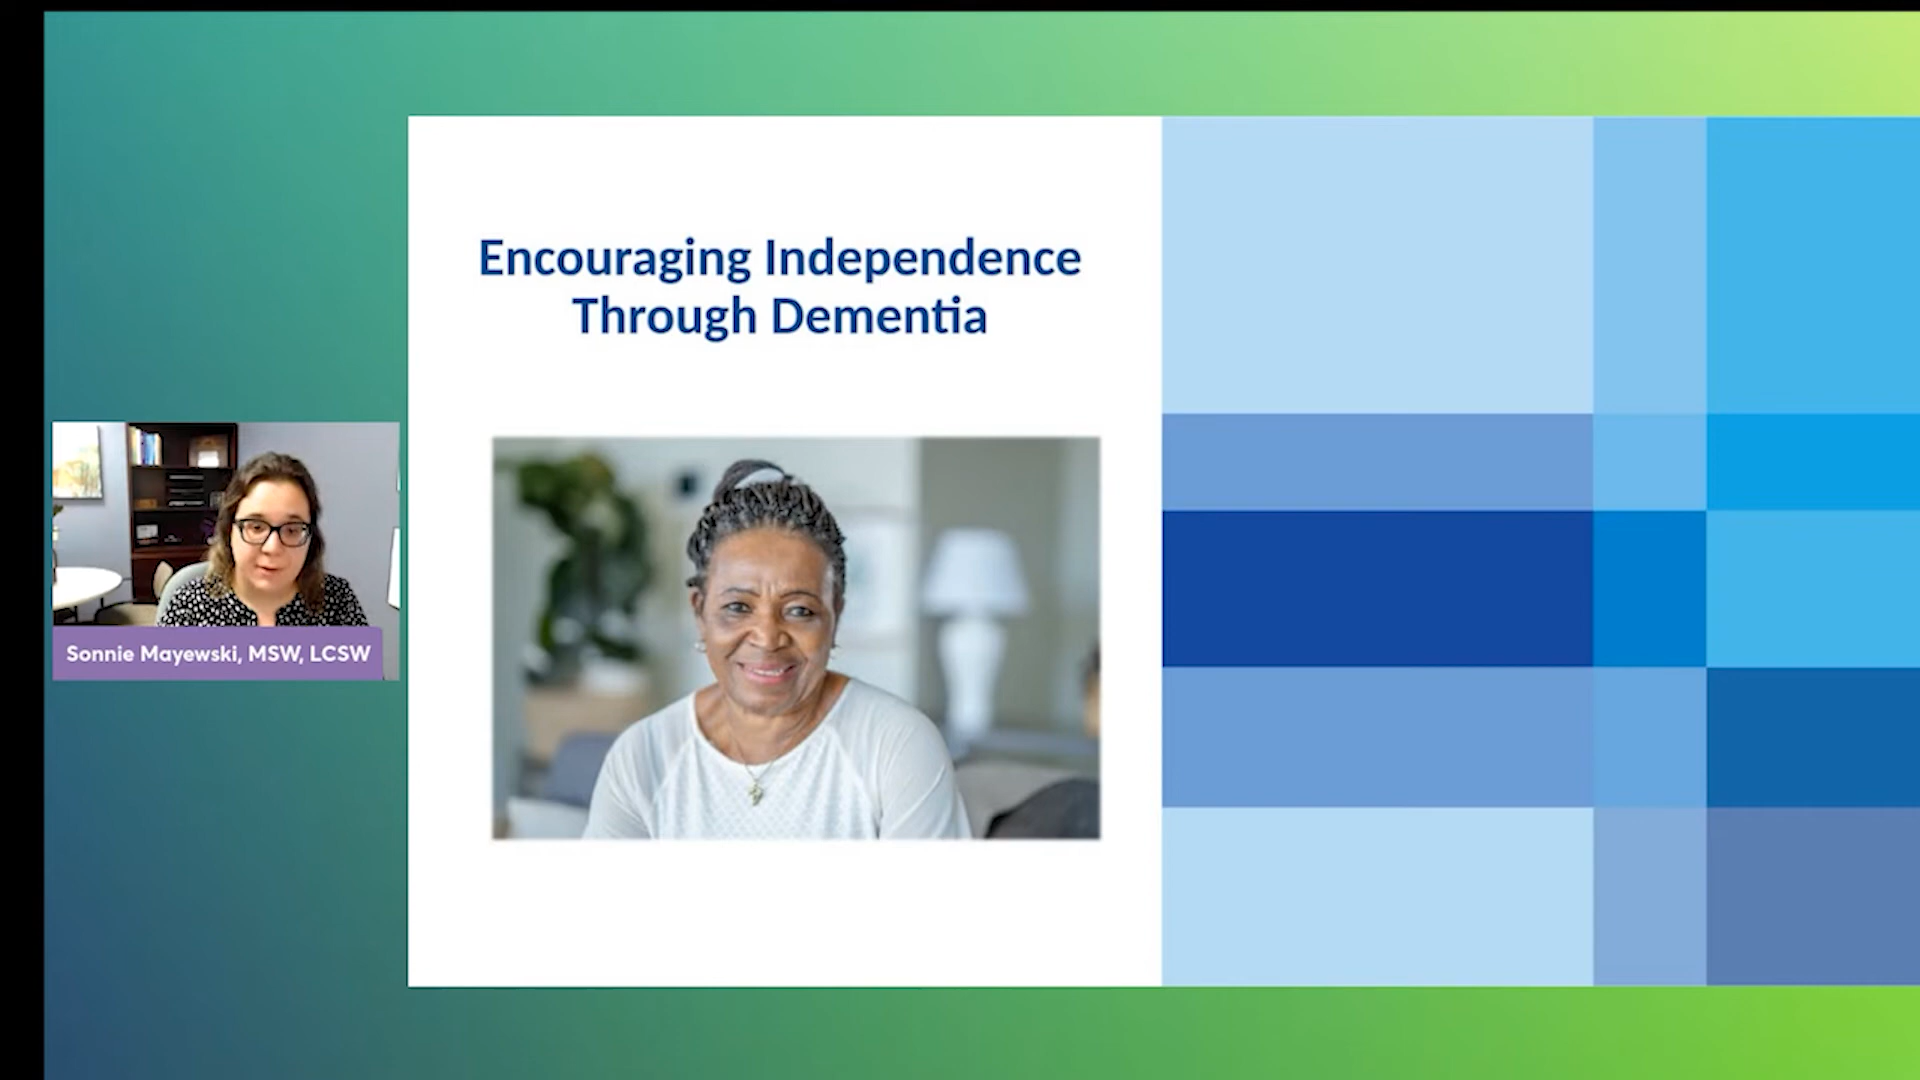 Encouraging Independence
Through Dementia
Sonnie Mayewski, MSW, LCSW